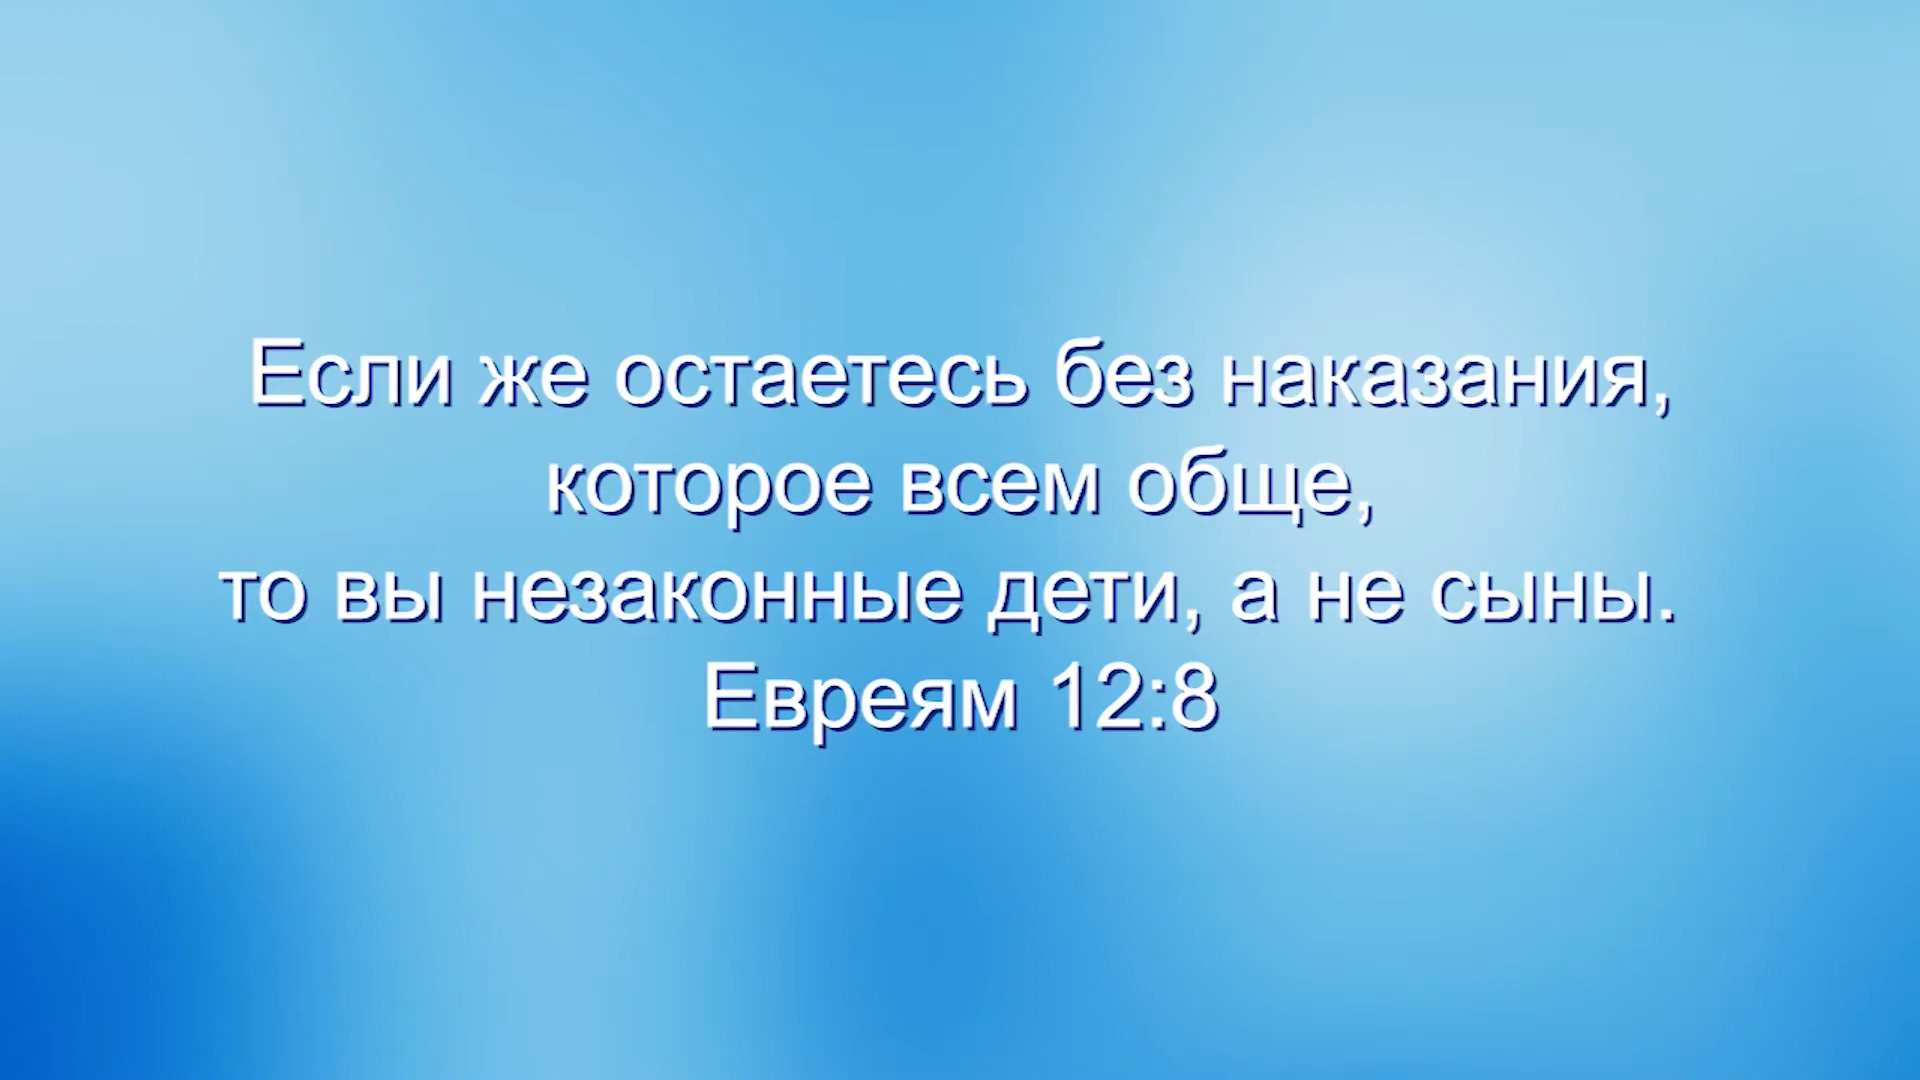 Если же остаетесь без наказания,
которое всем обще,
то вы незаконные дети, а не сыны.
Евреям 12:8